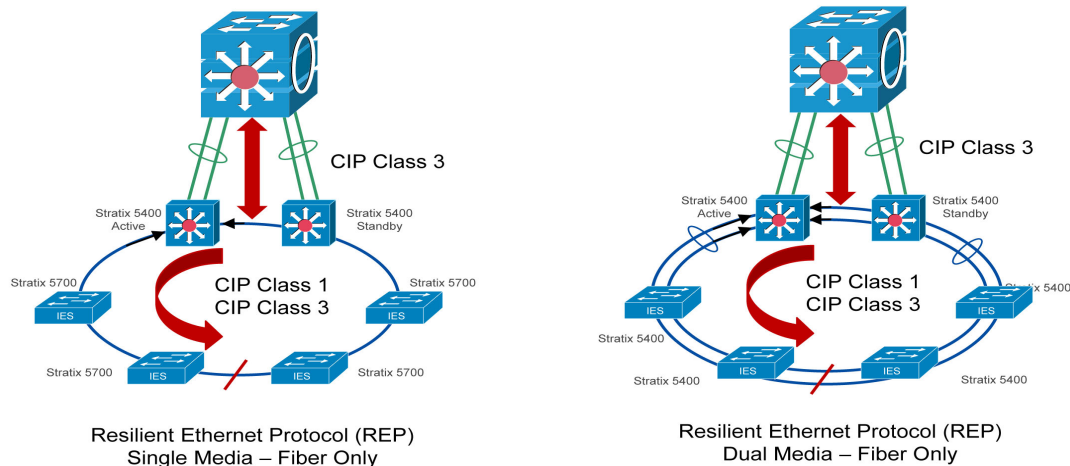 CIP Class 3
Stratix 5400
Active
Stratix 5400
Standby
Stratix 5700
Stratix 5700
CIP Class 1
CIP Class 3
IES
IES
Stratix 5700
IES
IES
Stratix 5700
Resilient Ethernet Protocol (REP)
Single Media – Fiber Only
CIP Class 3
Stratix 5400
Active
Stratix 5400
Standby
CIP Class 1
CIP Class 3
Stratix 5400
IES
IES
Stratix 5400
IES
IES
Stratix 5400
Stratix 5400
Resilient Ethernet Protocol (REP)
Dual Media – Fiber Only